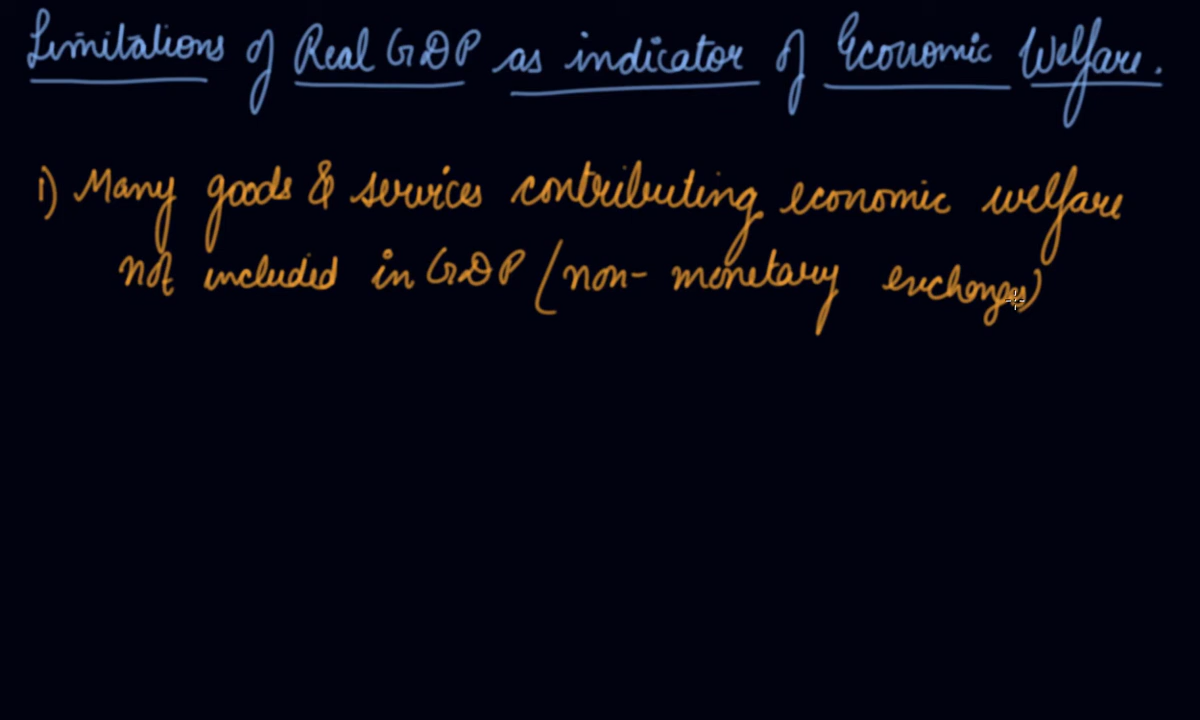 Limitations of Real GDP as indicator of Economic Welfare.
1) Many goods & services contributing economic welfare
not included in GDP (non-monetary exchanges)